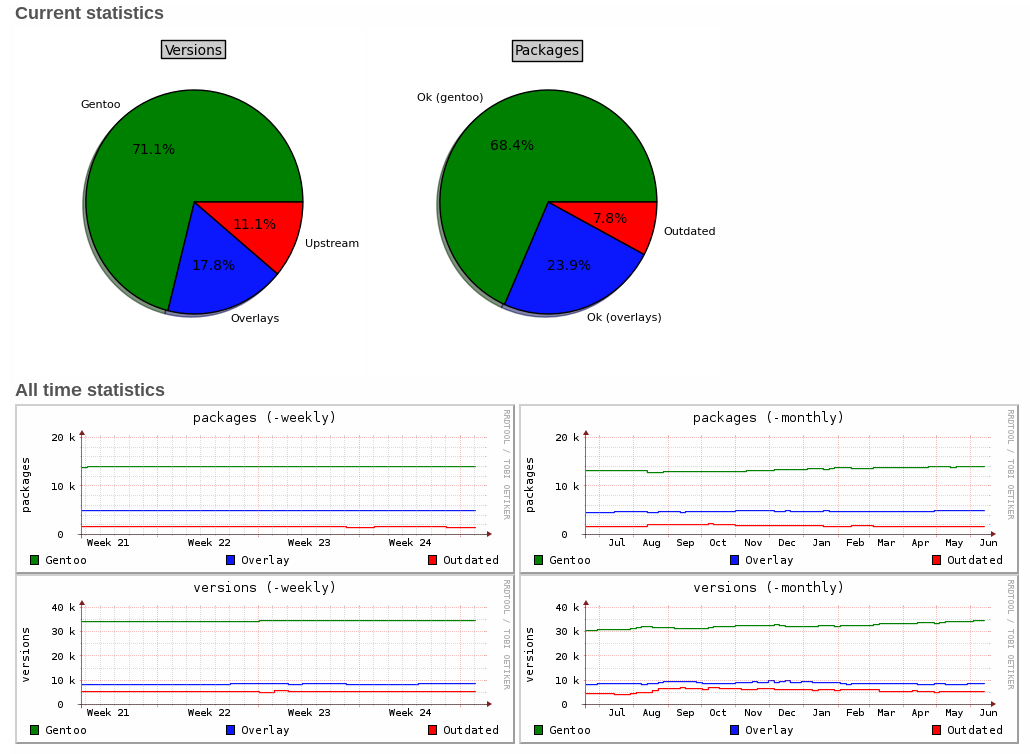 Current statistics
Versions
Gentoo
71.1%
11.1%
Upstream
17.8%
Overlays
Packages
Ok (gentoo)
68.4%
7.8%
Outdated
23.9%
Ok (overlays)
All time statistics
packages (-weekly)
RRDTOOL / TOBI OETIKER
packages
20 k
10 k
0
Week 21 Week 22 Week 23 Week 24
Gentoo Overlay Outdated
packages (-monthly)
RRDTOOL / TOBI OETIKER
packages
20 k
10 k
0
Jul Aug Sep Oct Nov Dec Jan Feb Mar Apr May Jun
Gentoo Overlay Outdated
versions (-weekly)
RRDTOOL / TOBI OETIKER
versions
40 k
30 k
20 k
10 k
0
Week 21 Week 22 Week 23 Week 24
Gentoo Overlay Outdated
versions (-monthly)
RRDTOOL / TOBI OETIKER
versions
40 k
30 k
20 k
10 k
0
Jul Aug Sep Oct Nov Dec Jan Feb Mar Apr May Jun
Gentoo Overlay Outdated